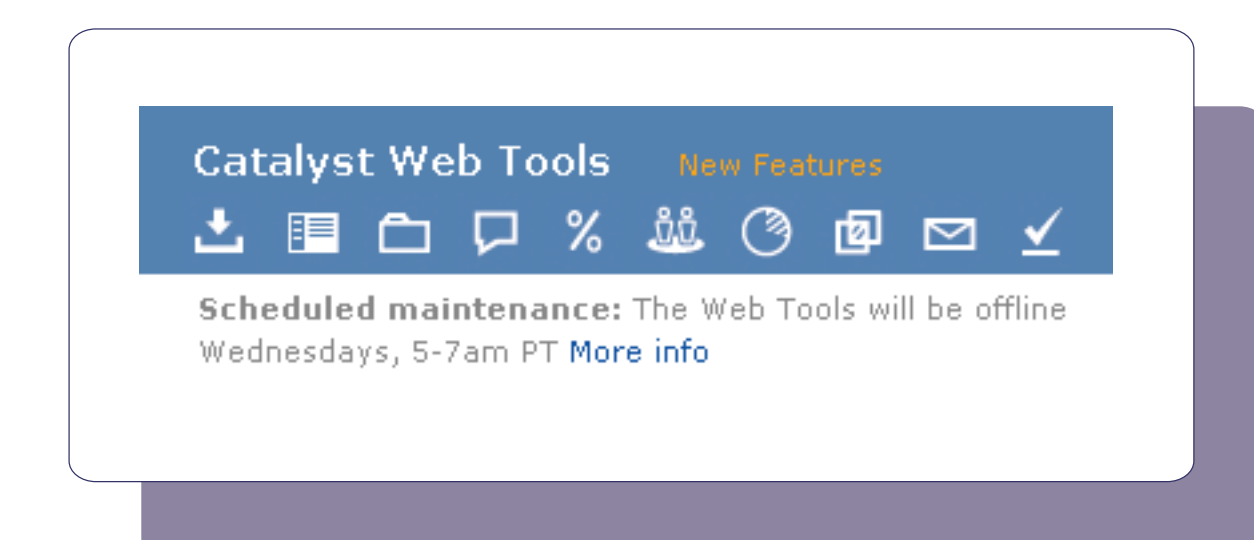 Catalyst Web Tools New Features
Scheduled maintenance: The Web Tools will be offline
Wednesdays, 5-7am PT More info